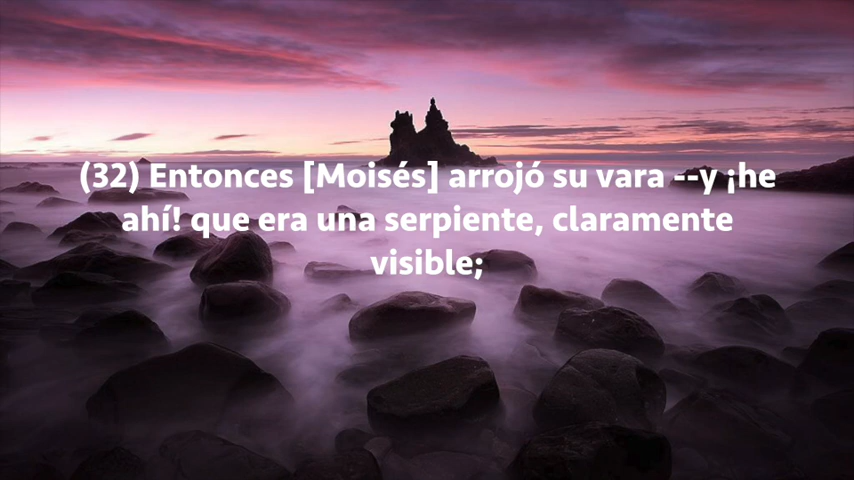 (32) Entonces [Moisés] arrojó su vara --y ¡he
ahí! que era una serpiente, claramente
visible;